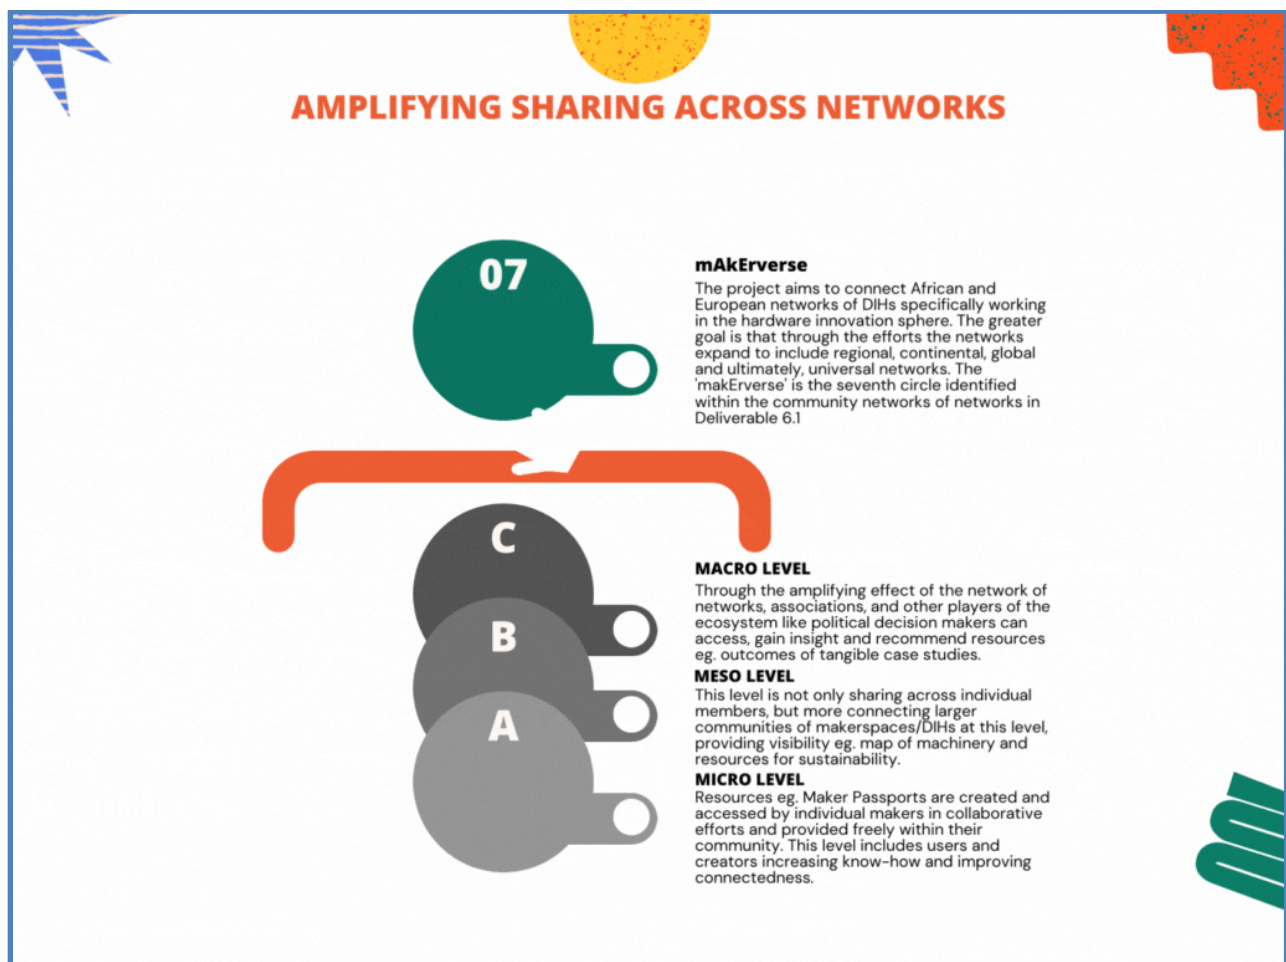 AMPLIFYING SHARING ACROSS NETWORKS
07
mAkErverse
The project aims to connect African and
European networks of DIHs specifically working
in the hardware innovation sphere. The greater
goal is that through the efforts the networks
expand to include regional, continental, global
and ultimately, universal networks. The
'makErverse' is the seventh circle identified
within the community networks of networks in
Deliverable 6.1
C
MACRO LEVEL
Through the amplifying effect of the network of
networks, associations, and other players of the
ecosystem like political decision makers can
access, gain insight and recommend resources
eg. outcomes of tangible case studies.
B
MESO LEVEL
This level is not only sharing across individual
members, but more connecting larger
communities of makerspaces/DIHs at this level,
providing visibility eg. map of machinery and
resources for sustainability.
A
MICRO LEVEL
Resources eg. Maker Passports are created and
accessed by individual makers in collaborative
efforts and provided freely within their
community. This level includes users and
creators increasing know-how and improving
connectedness.